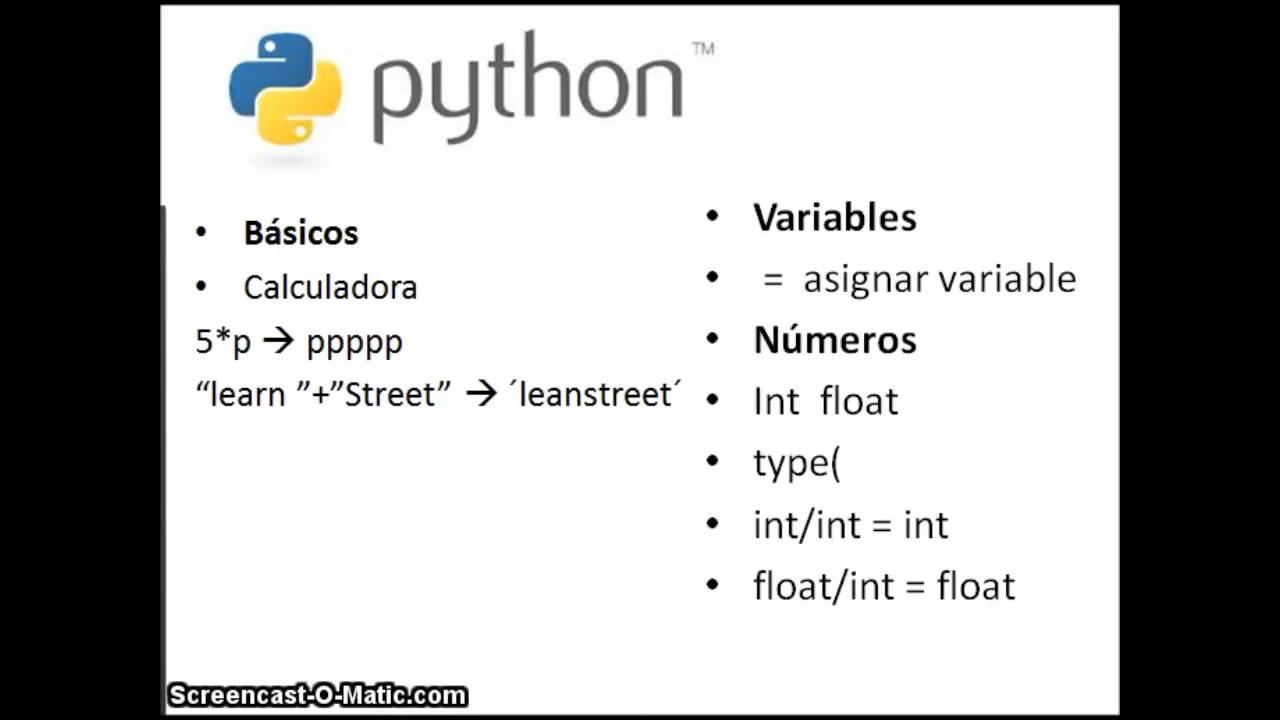 python™
• Básicos
• Calculadora
5*p → ppppp
“learn ”+”Street” → ´leanstreet´
• Variables
• = asignar variable
• Números
• Int float
• type(
• int/int = int
• float/int = float
Screencast-O-Matic.com